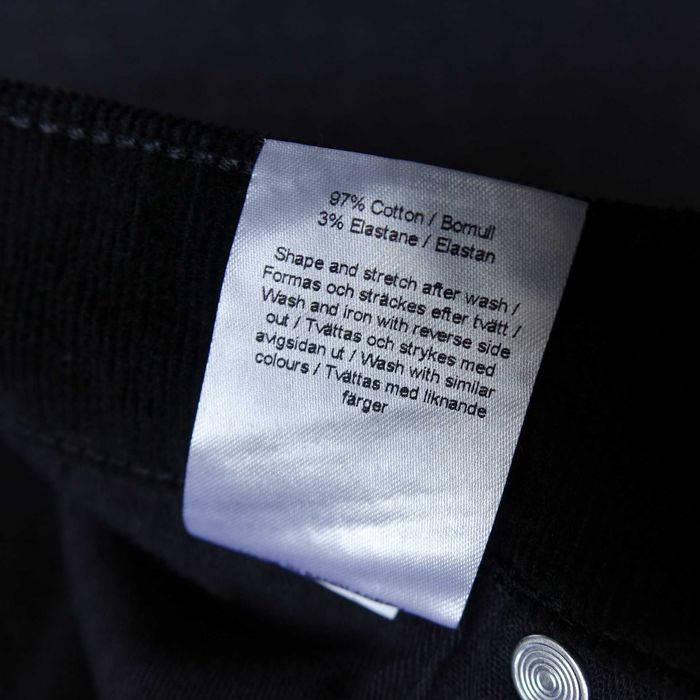 97% Cotton / Bomull
3% Elastane / Elastan
Shape and stretch after wash /
Formas och sträckes efter tvätt /
Wash and iron with reverse side
out / Tvättas och strykes med
avigsidan ut / Wash with similar
colours / Tvättas med liknande
färger